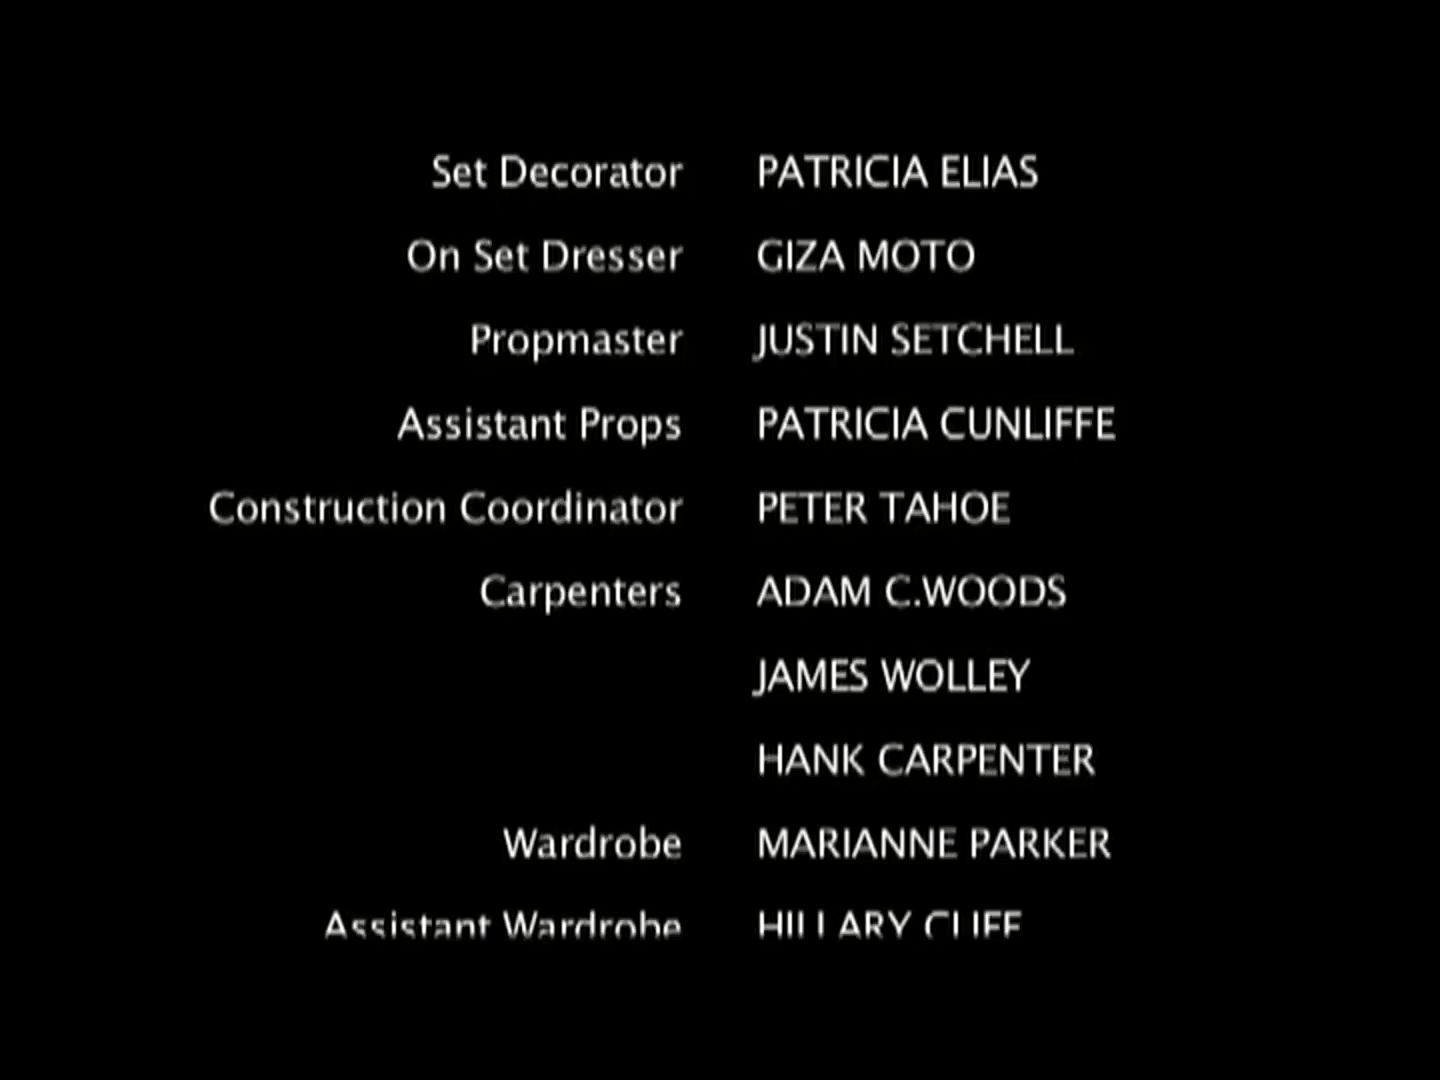 Set Decorator PATRICIA ELIAS
On Set Dresser GIZA MOTO
Propmaster JUSTIN SETCHELL
Assistant Props PATRICIA CUNLIFFE
Construction Coordinator PETER TAHOE
Carpenters ADAM C.WOODS
JAMES WOLLEY
HANK CARPENTER
Wardrobe MARIANNE PARKER
Assistant Wardrobe HILLARY CLIFF